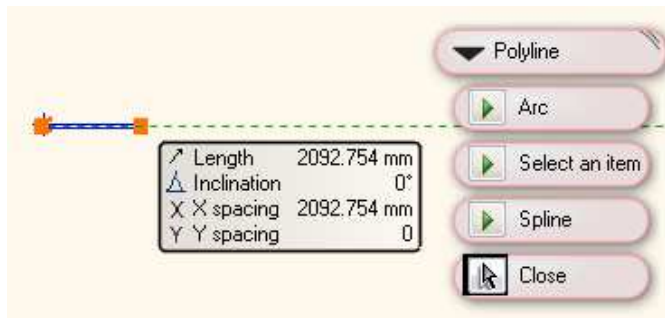 Polyline
Arc
Length 2092.754 mm
Inclination 0°
X X spacing 2092.754 mm
Y Y spacing 0
Select an item
Spline
Close